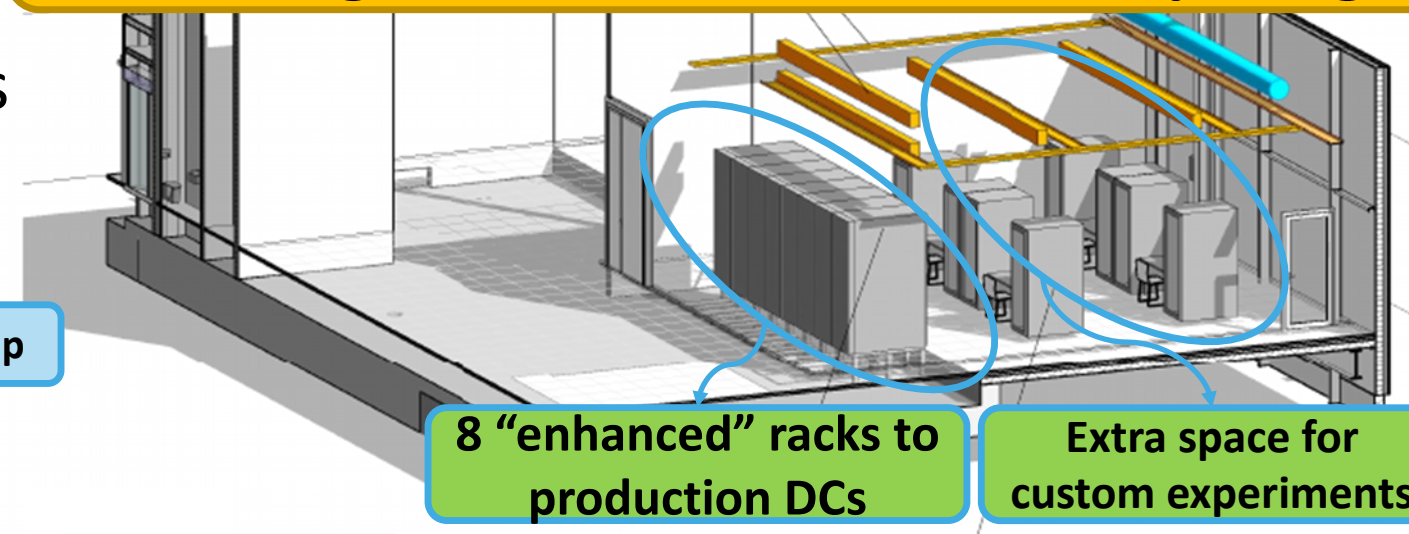 s
p
8 “enhanced” racks to
production DCs
Extra space for
custom experiments